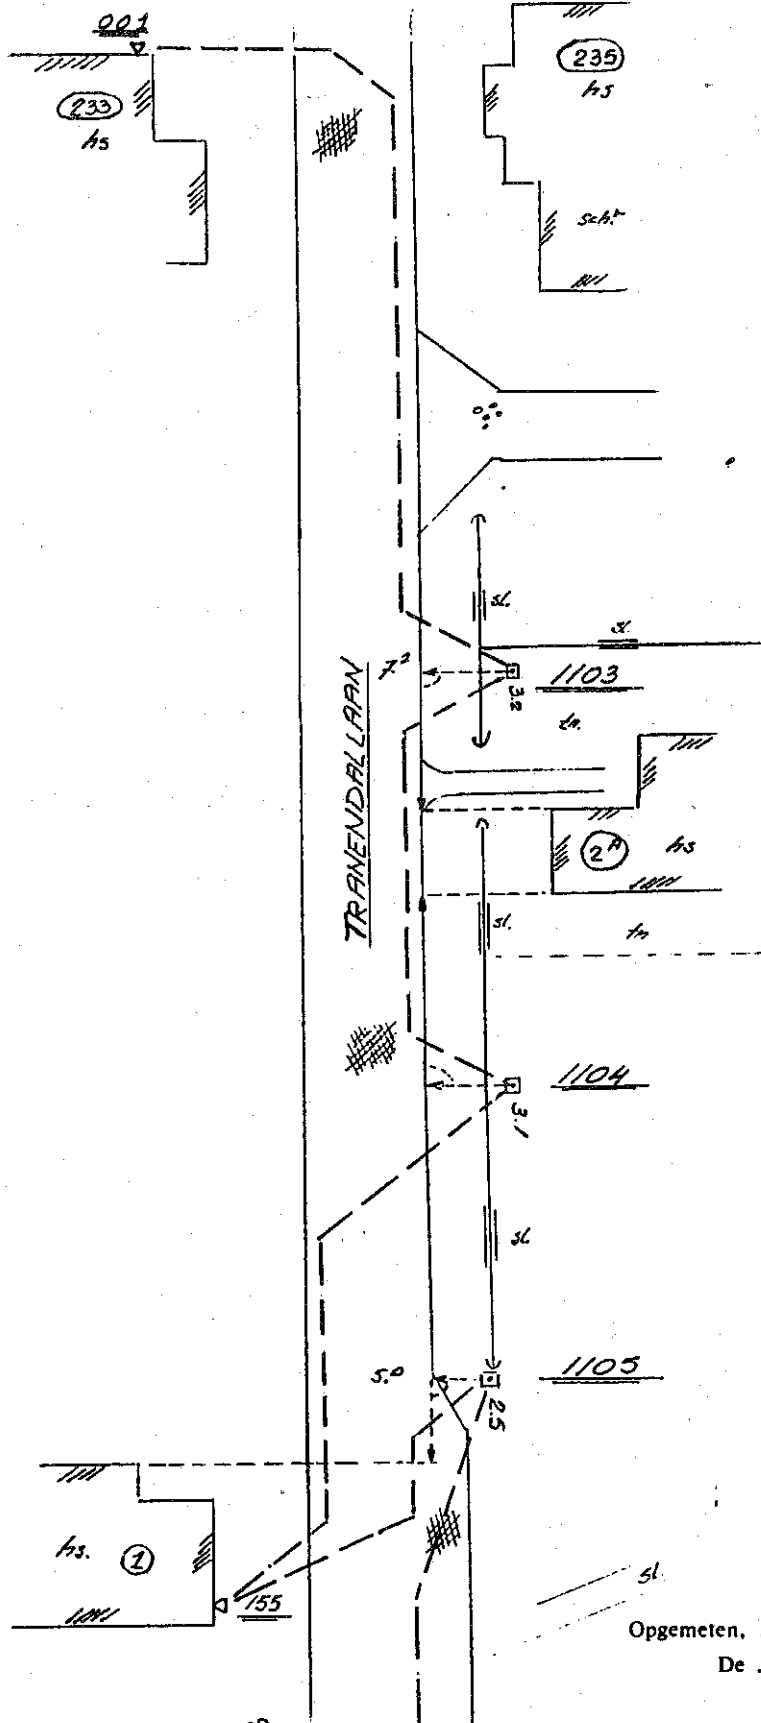 001
235
hs
233
hs
sch.r
sl.
sl.
7.2
1103
3.2
tn.
TRANENDALLAAN
2A
hs
sl.
tn
1104
3.1
sl.
5.0
1105
2.5
hs.
1
155
sl.
Opgemeten,
De .